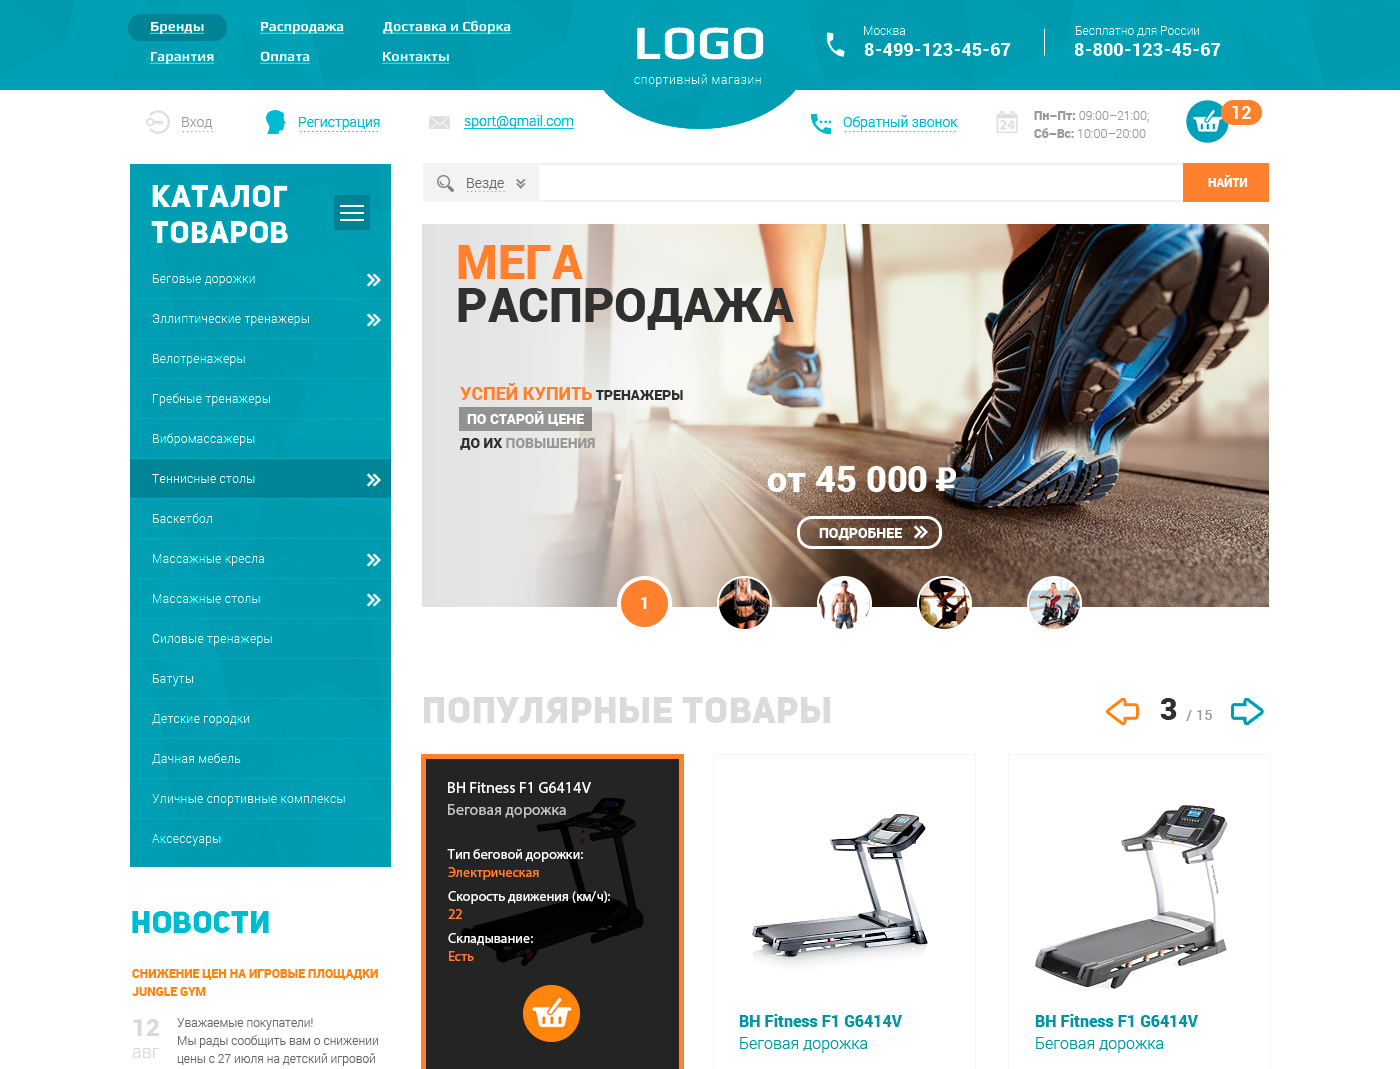 Бренды
Распродажа
Доставка и Сборка
Гарантия
Оплата
Контакты
LOGO
спортивный магазин
Москва
8-499-123-45-67
Бесплатно для России
8-800-123-45-67
Вход
Регистрация
sport@gmail.com
Обратный звонок
24
Пн–Пт: 09:00–21:00;
Сб–Вс: 10:00–20:00
12
КАТАЛОГ
ТОВАРОВ
Беговые дорожки
Эллиптические тренажеры
Велотренажеры
Гребные тренажеры
Вибромассажеры
Теннисные столы
Баскетбол
Массажные кресла
Массажные столы
Силовые тренажеры
Батуты
Детские городки
Дачная мебель
Уличные спортивные комплексы
Аксессуары
Везде
НАЙТИ
МЕГА
РАСПРОДАЖА
УСПЕЙ КУПИТЬ ТРЕНАЖЕРЫ
ПО СТАРОЙ ЦЕНЕ
ДО ИХ ПОВЫШЕНИЯ
от 45 000 ₽
ПОДРОБНЕЕ
1
ПОПУЛЯРНЫЕ ТОВАРЫ
3 / 15
BH Fitness F1 G6414V
Беговая дорожка
Тип беговой дорожки:
Электрическая
Скорость движения (км/ч):
22
Складывание:
Есть
BH Fitness F1 G6414V
Беговая дорожка
BH Fitness F1 G6414V
Беговая дорожка
НОВОСТИ
СНИЖЕНИЕ ЦЕН НА ИГРОВЫЕ ПЛОЩАДКИ
JUNGLE GYM
12
авг
Уважаемые покупатели!
Мы рады сообщить вам о снижении
цены с 27 июля на детский игровой